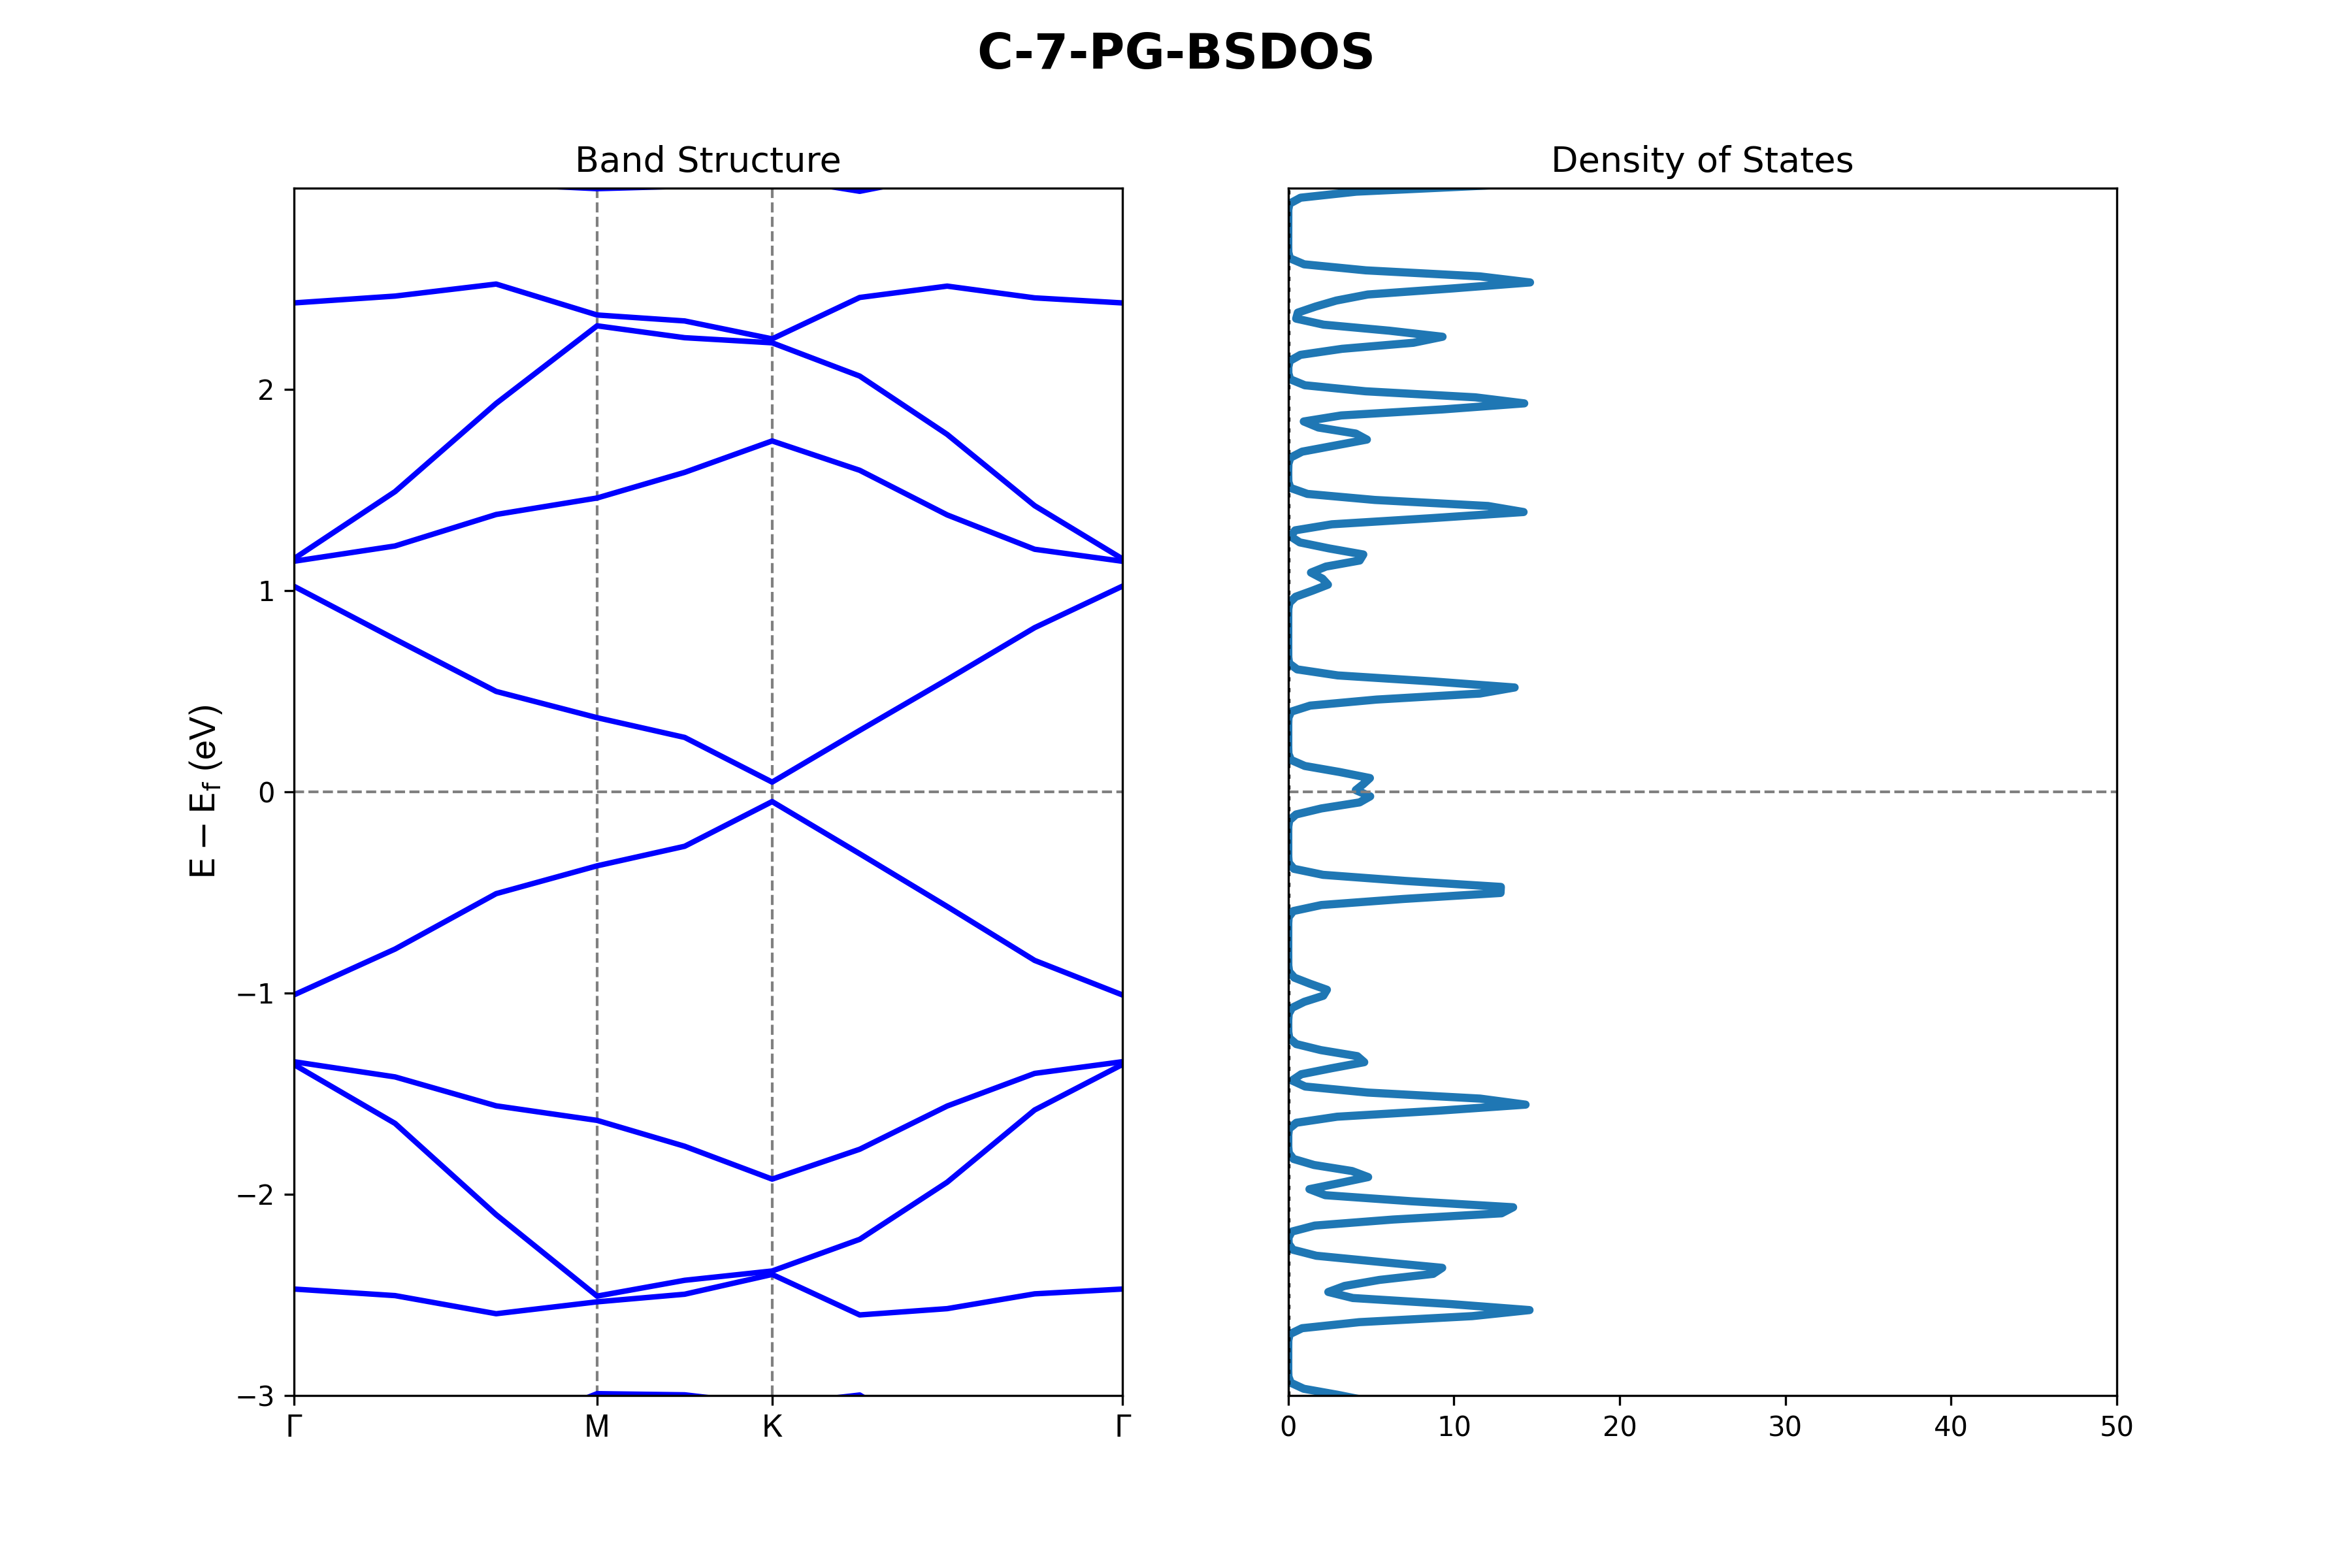 C-7-PG-BSDOS
Band Structure
Density of States
E − E_f (eV)
2
1
0
−1
−2
−3
Γ M K Γ
0 10 20 30 40 50